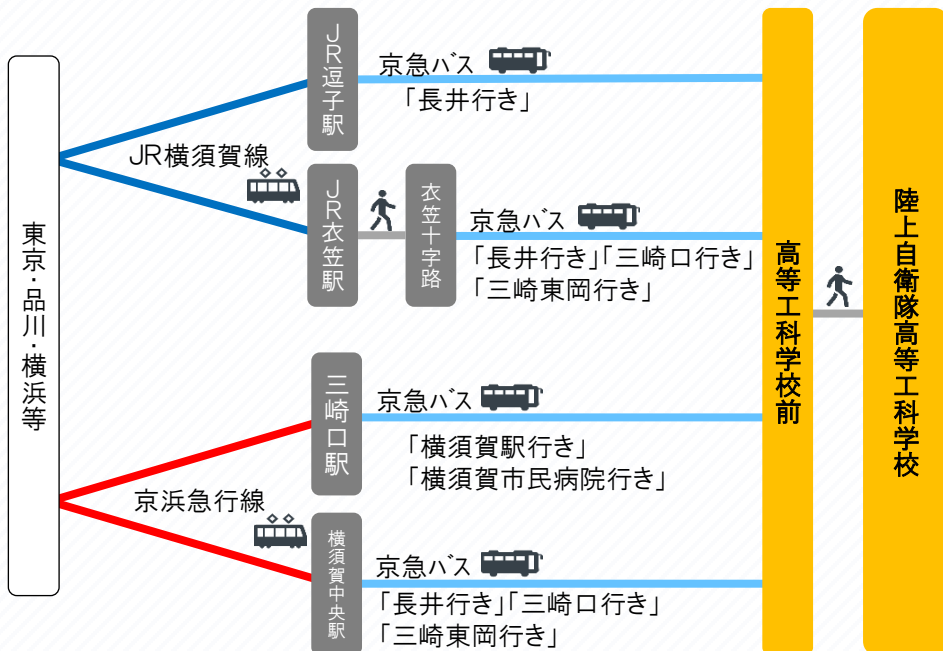 東京・品川・横浜等
JR横須賀線
JR逗子駅
京急バス
「長井行き」
JR衣笠駅
衣笠十字路
京急バス
「長井行き」「三崎口行き」
「三崎東岡行き」
京浜急行線
三崎口駅
京急バス
「横須賀駅行き」
「横須賀市民病院行き」
横須賀中央駅
京急バス
「長井行き」「三崎口行き」
「三崎東岡行き」
高等工科学校前
陸上自衛隊高等工科学校